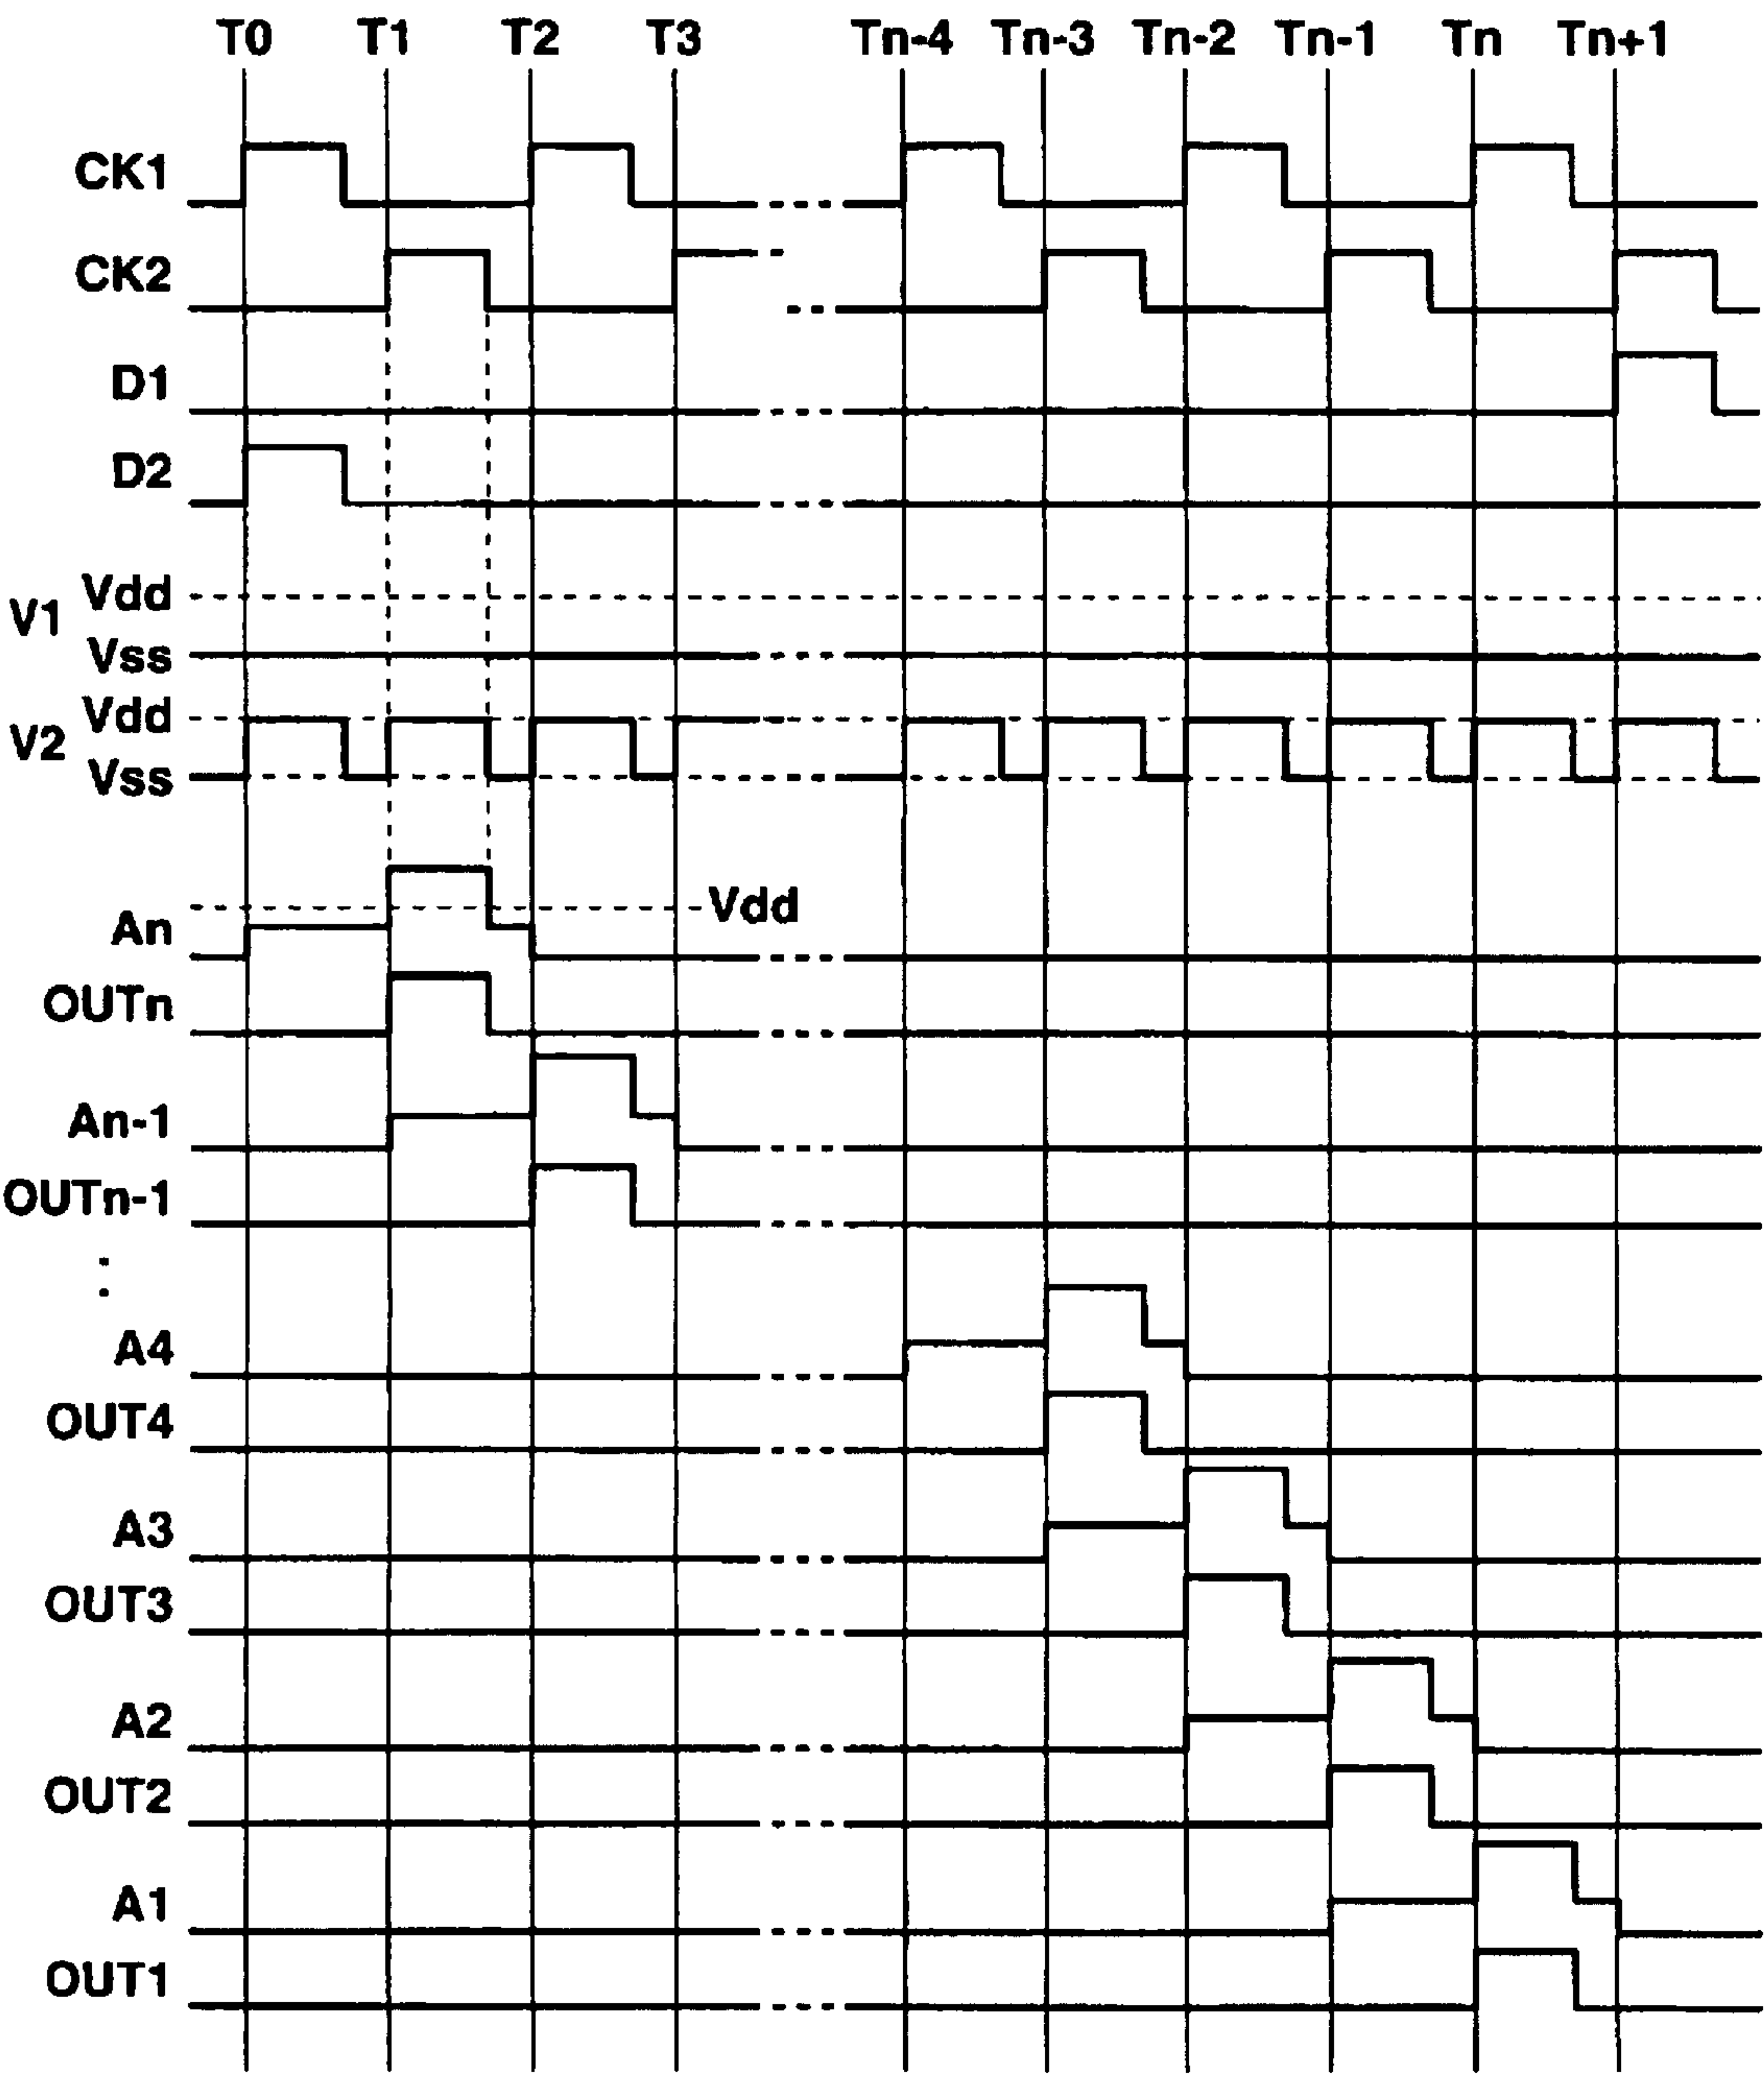 T0 T1 T2 T3 Tn-4 Tn-3 Tn-2 Tn-1 Tn Tn+1
CK1
CK2
D1
D2
V1 Vdd
Vss
V2 Vdd
Vss
Vdd
An
OUTn
An-1
OUTn-1
:
A4
OUT4
A3
OUT3
A2
OUT2
A1
OUT1